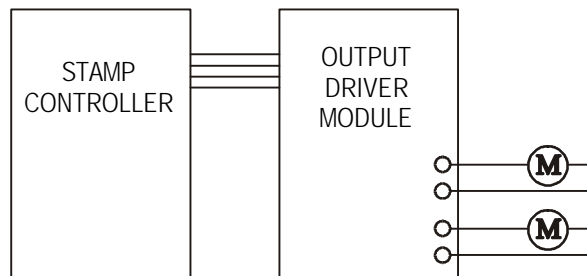 STAMP
CONTROLLER
OUTPUT
DRIVER
MODULE
M
M